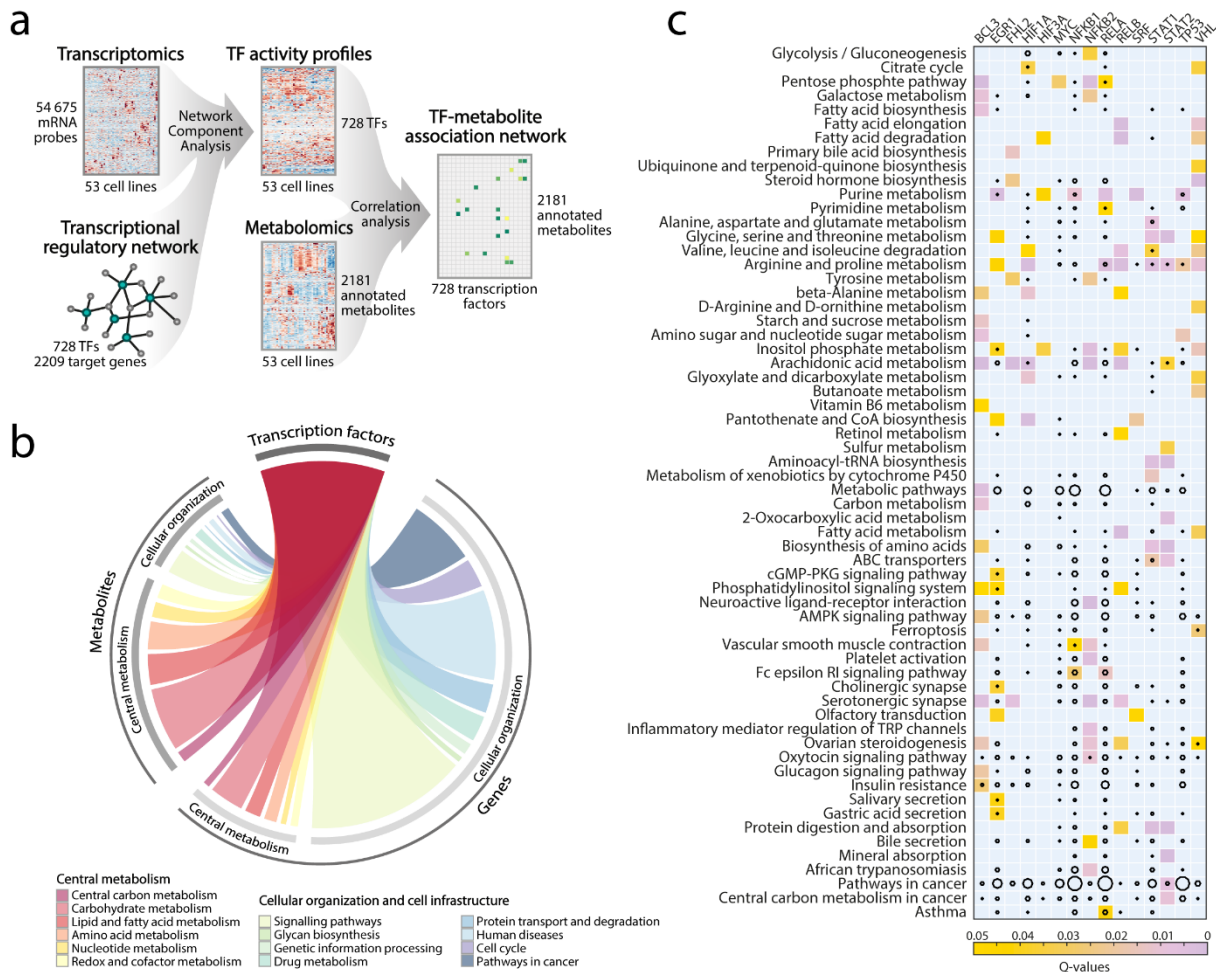 a
Transcriptomics
54 675
mRNA
probes
53 cell lines
Network
Component
Analysis
Transcriptional
regulatory network
728 TFs
2209 target genes
TF activity profiles
728 TFs
53 cell lines
Metabolomics
2181
annotated
metabolites
53 cell lines
Correlation
analysis
TF-metabolite
association network
2181
annotated
metabolites
728 transcription
factors
b
Transcription factors
Metabolites
Cellular organization
Central metabolism
Genes
Cellular organization
Central metabolism
Central metabolism
Central carbon metabolism
Carbohydrate metabolism
Lipid and fatty acid metabolism
Amino acid metabolism
Nucleotide metabolism
Redox and cofactor metabolism
Cellular organization and cell infrastructure
Signalling pathways
Glycan biosynthesis
Genetic information processing
Drug metabolism
Protein transport and degradation
Human diseases
Cell cycle
Pathways in cancer
c
BCL3
EGR1
FHL2
HIF1A
HIF3A
MYC
NFKB1
NFKB2
RELA
RELB
SRF
STAT1
STAT2
TP53
VHL
Glycolysis / Gluconeogenesis
Citrate cycle
Pentose phosphte pathway
Galactose metabolism
Fatty acid biosynthesis
Fatty acid elongation
Fatty acid degradation
Primary bile acid biosynthesis
Ubiquinone and terpenoid-quinone biosynthesis
Steroid hormone biosynthesis
Purine metabolism
Pyrimidine metabolism
Alanine, aspartate and glutamate metabolism
Glycine, serine and threonine metabolism
Valine, leucine and isoleucine degradation
Arginine and proline metabolism
Tyrosine metabolism
beta-Alanine metabolism
D-Arginine and D-ornithine metabolism
Starch and sucrose metabolism
Amino sugar and nucleotide sugar metabolism
Inositol phosphate metabolism
Arachidonic acid metabolism
Glyoxylate and dicarboxylate metabolism
Butanoate metabolism
Vitamin B6 metabolism
Pantothenate and CoA biosynthesis
Retinol metabolism
Sulfur metabolism
Aminoacyl-tRNA biosynthesis
Metabolism of xenobiotics by cytochrome P450
Metabolic pathways
Carbon metabolism
2-Oxocarboxylic acid metabolism
Fatty acid metabolism
Biosynthesis of amino acids
ABC transporters
cGMP-PKG signaling pathway
Phosphatidylinositol signaling system
Neuroactive ligand-receptor interaction
AMPK signaling pathway
Ferroptosis
Vascular smooth muscle contraction
Platelet activation
Fc epsilon RI signaling pathway
Cholinergic synapse
Serotonergic synapse
Olfactory transduction
Inflammatory mediator regulation of TRP channels
Ovarian steroidogenesis
Oxytocin signaling pathway
Glucagon signaling pathway
Insulin resistance
Salivary secretion
Gastric acid secretion
Protein digestion and absorption
Bile secretion
Mineral absorption
African trypanosomiasis
Pathways in cancer
Central carbon metabolism in cancer
Asthma
0.05 0.04 0.03 0.02 0.01 0
Q-values